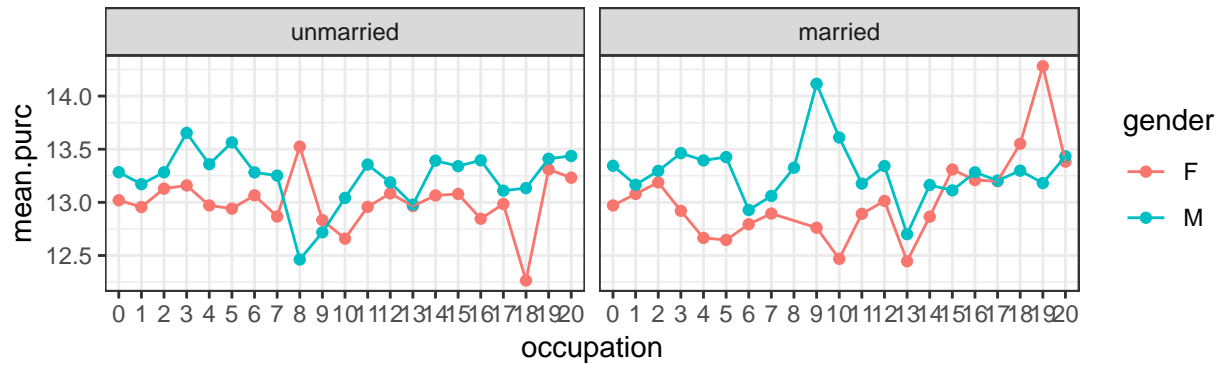 unmarried
married
mean.purc
14.0
13.5
13.0
12.5
0 1 2 3 4 5 6 7 8 9 10 11 12 13 14 15 16 17 18 19 20
0 1 2 3 4 5 6 7 8 9 10 11 12 13 14 15 16 17 18 19 20
occupation
gender
F
M